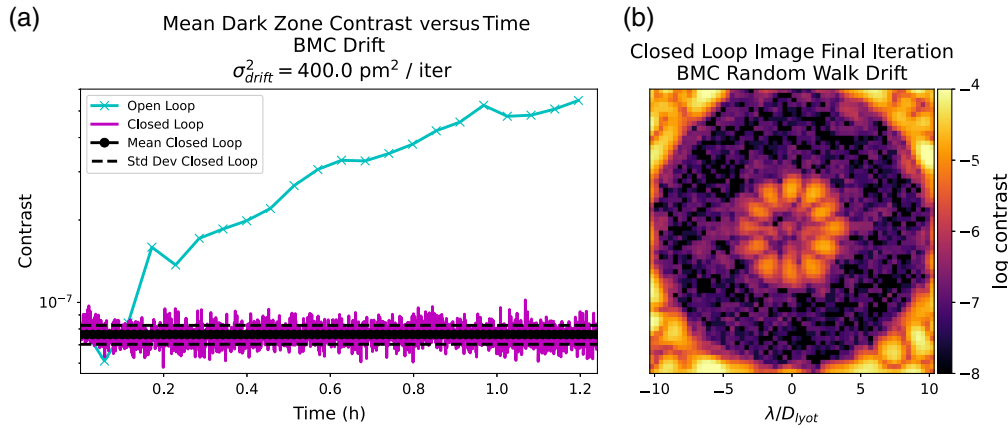 (a)
Mean Dark Zone Contrast versus Time
BMC Drift
σ²_drift = 400.0 pm² / iter
Open Loop
Closed Loop
Mean Closed Loop
Std Dev Closed Loop
Contrast
10⁻⁷
0.2 0.4 0.6 0.8 1.0 1.2
Time (h)
(b)
Closed Loop Image Final Iteration
BMC Random Walk Drift
−10 −5 0 5 10
λ/D_lyot
−4
−5
−6
−7
−8
log contrast